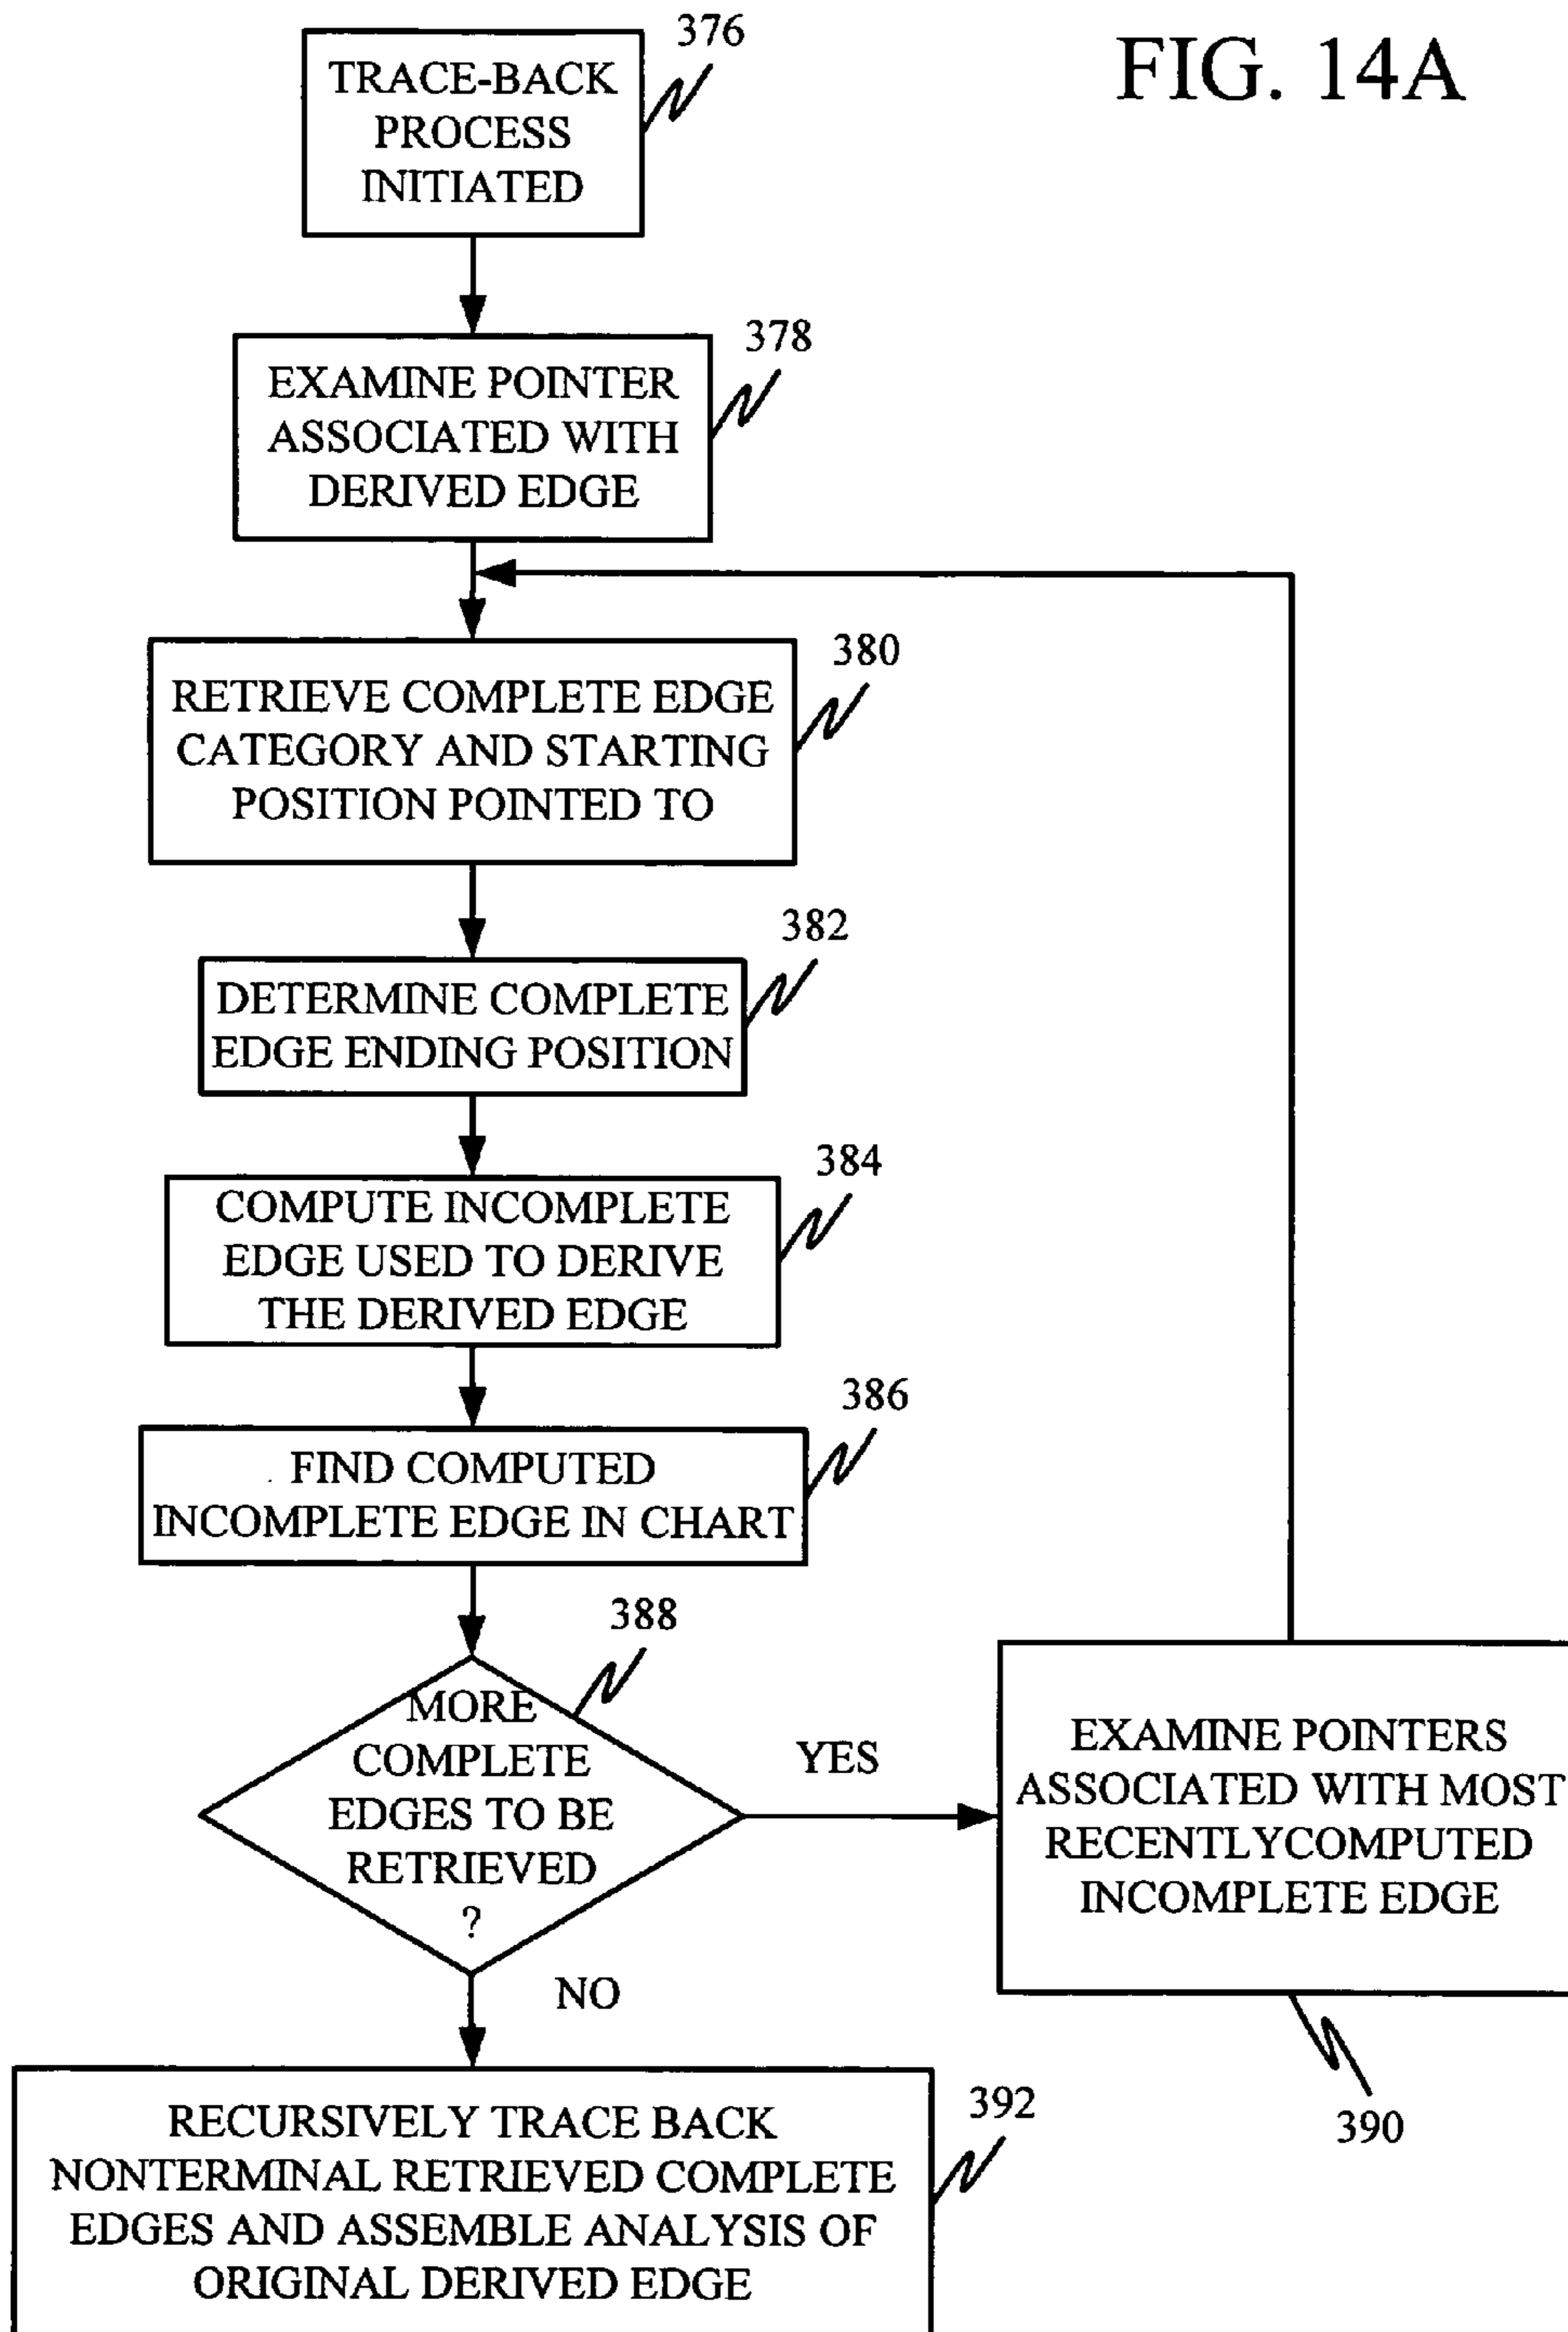 FIG. 14A
376
TRACE-BACK
PROCESS
INITIATED
378
EXAMINE POINTER
ASSOCIATED WITH
DERIVED EDGE
380
RETRIEVE COMPLETE EDGE
CATEGORY AND STARTING
POSITION POINTED TO
382
DETERMINE COMPLETE
EDGE ENDING POSITION
384
COMPUTE INCOMPLETE
EDGE USED TO DERIVE
THE DERIVED EDGE
386
FIND COMPUTED
INCOMPLETE EDGE IN CHART
388
MORE
COMPLETE
EDGES TO BE
RETRIEVED
?
YES
EXAMINE POINTERS
ASSOCIATED WITH MOST
RECENTLYCOMPUTED
INCOMPLETE EDGE
390
NO
392
RECURSIVELY TRACE BACK
NONTERMINAL RETRIEVED COMPLETE
EDGES AND ASSEMBLE ANALYSIS OF
ORIGINAL DERIVED EDGE